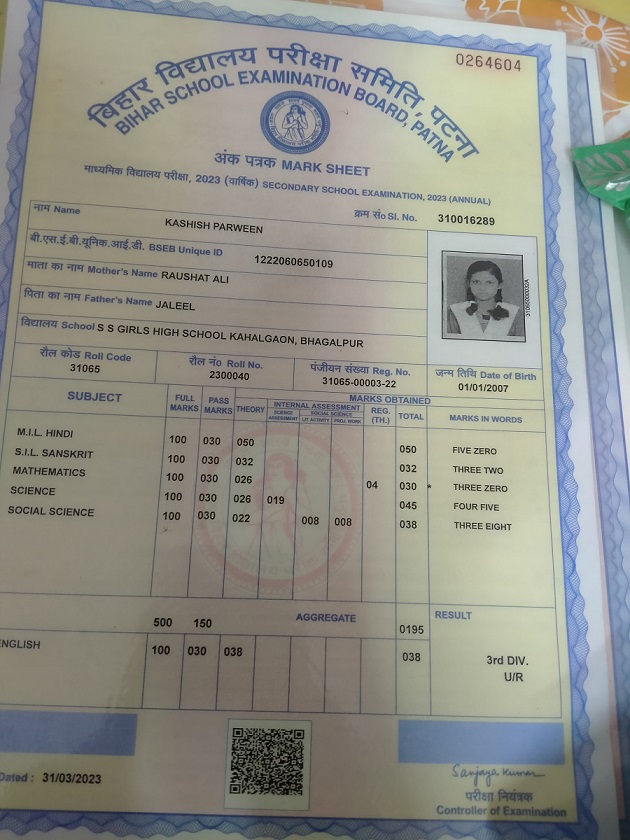 0264604
बिहार विद्यालय परीक्षा समिति, पटना
BIHAR SCHOOL EXAMINATION BOARD, PATNA
अंक पत्रक MARK SHEET
माध्यमिक विद्यालय परीक्षा, 2023 (वार्षिक) SECONDARY SCHOOL EXAMINATION, 2023 (ANNUAL)
क्रम सं० Sl. No. 310016289
नाम Name KASHISH PARWEEN
बी.एस.ई.बी.यूनिक.आई.डी. BSEB Unique ID 1222060650109
माता का नाम Mother's Name RAUSHAT ALI
पिता का नाम Father's Name JALEEL
विद्यालय School S S GIRLS HIGH SCHOOL KAHALGAON, BHAGALPUR
31065000032A
रौल कोड Roll Code रौल नं० Roll No. पंजीयन संख्या Reg. No. जन्म तिथि Date of Birth
31065 2300040 31065-00003-22 01/01/2007
SUBJECT FULL MARKS PASS MARKS THEORY MARKS OBTAINED
INTERNAL ASSESSMENT REG. (TH.) TOTAL MARKS IN WORDS
SCIENCE ASSESSMENT SOCIAL SCIENCE LIT. ACTIVITY PROJ. WORK
M.I.L. HINDI 100 030 050 050 FIVE ZERO
S.I.L. SANSKRIT 100 030 032 032 THREE TWO
MATHEMATICS 100 030 026 04 030 * THREE ZERO
SCIENCE 100 030 026 019 045 FOUR FIVE
SOCIAL SCIENCE 100 030 022 008 008 038 THREE EIGHT
500 150 AGGREGATE 0195 RESULT
ENGLISH 100 030 038 038 3rd DIV.
U/R
Dated : 31/03/2023
Sanjaya Kumar
परीक्षा नियंत्रक
Controller of Examination